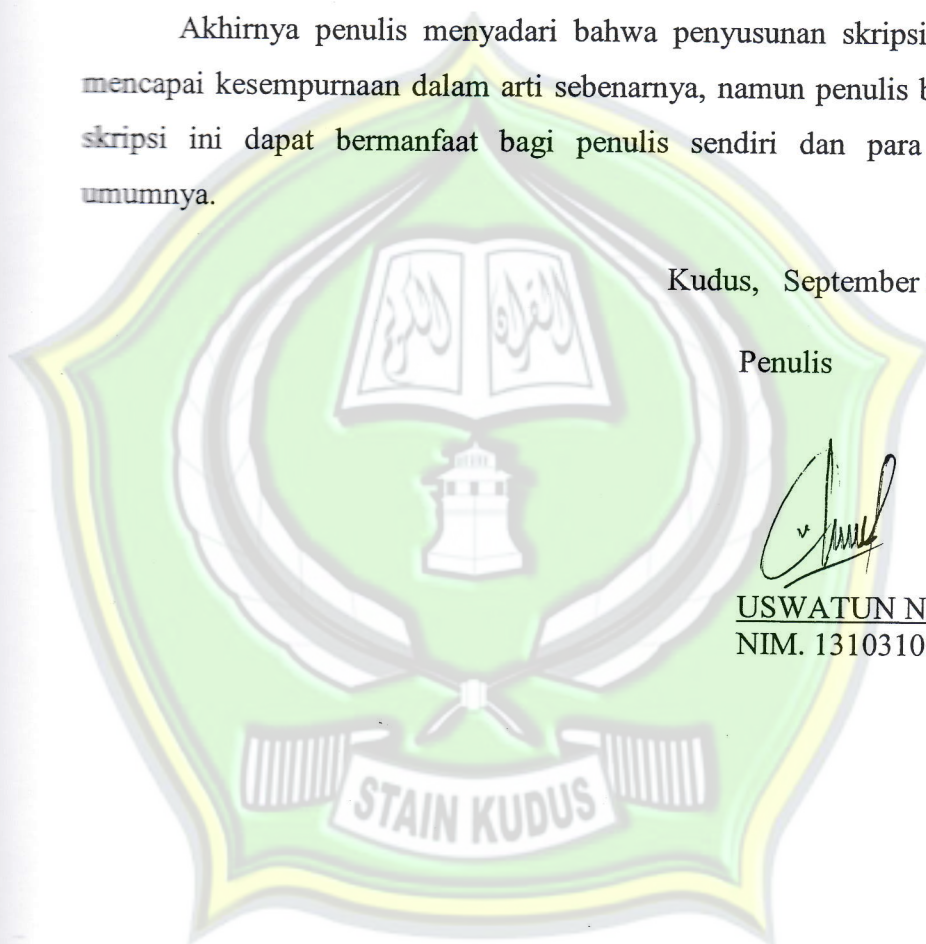 Akhirnya penulis menyadari bahwa penyusunan skripsi
mencapai kesempurnaan dalam arti sebenarnya, namun penulis
skripsi ini dapat bermanfaat bagi penulis sendiri dan para
umumnya.
Kudus, September
Penulis
USWATUN N
NIM. 1310310
STAIN KUDUS